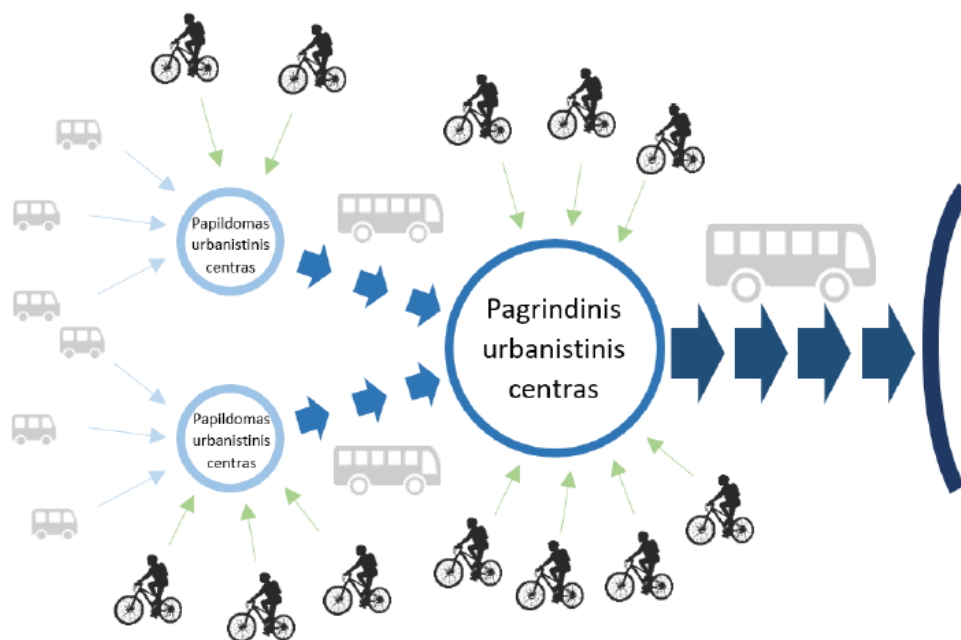 Papildomas
urbanistinis
centras
Pagrindinis
urbanistinis
centras
Papildomas
urbanistinis
centras